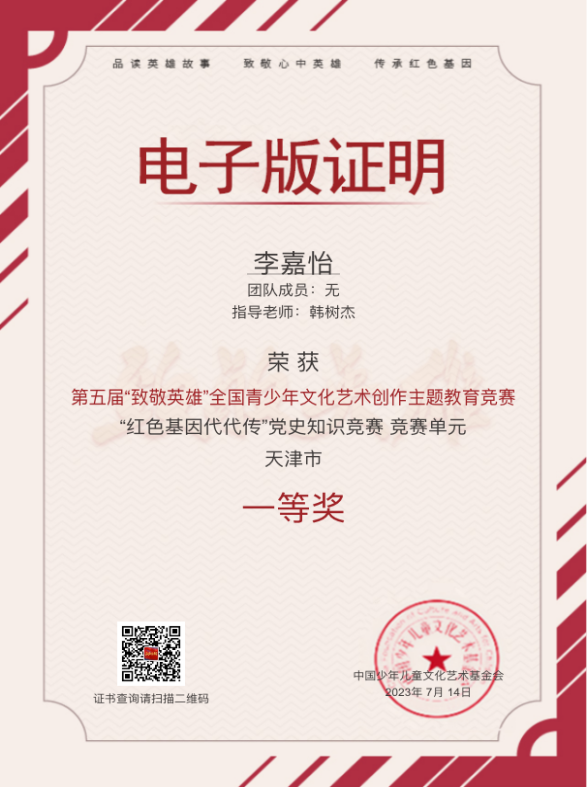 品读英雄故事 致敬心中英雄 传承红色基因
电子版证明
李嘉怡
团队成员：无
指导老师：韩树杰
荣 获
第五届“致敬英雄”全国青少年文化艺术创作主题教育竞赛
“红色基因代代传”党史知识竞赛 竞赛单元
天津市
一等奖
证书查询请扫描二维码
中国少年儿童文化艺术基金会
2023年 7月 14日